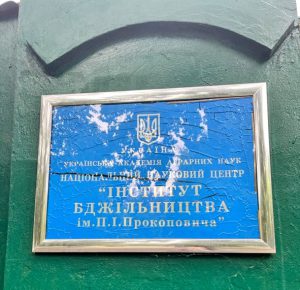 УКРАЇНА
УКРАЇНСЬКА АКАДЕМІЯ АГРАРНИХ НАУК
НАЦІОНАЛЬНИЙ НАУКОВИЙ ЦЕНТР
"ІНСТИТУТ
БДЖІЛЬНИЦТВА
ім.П.І.Прокоповича"